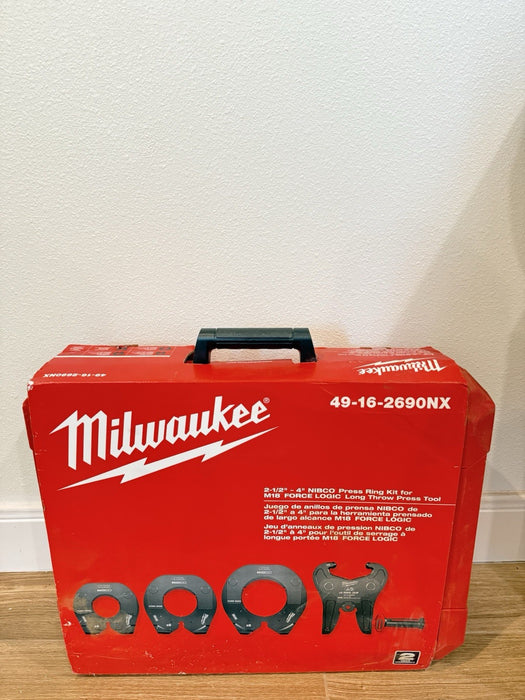 49-16-2690NX
Milwaukee
Milwaukee®
49-16-2690NX
2-1/2" - 4" NIBCO Press Ring Kit for
M18 FORCE LOGIC Long Throw Press Tool
Juego de anillos de prensa NIBCO de
2-1/2" a 4" para la herramienta prensado
de largo alcance M18 FORCE LOGIC
Jeu d'anneaux de pression NIBCO de
2-1/2" à 4" pour l'outil de serrage à
longue portée M18 FORCE LOGIC
2